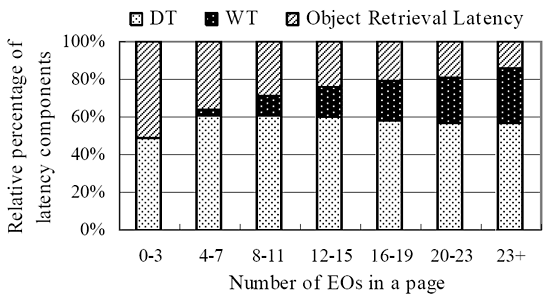 DT WT Object Retrieval Latency
100%
80%
60%
40%
20%
0%
Relative percentage of
latency components
0-3 4-7 8-11 12-15 16-19 20-23 23+
Number of EOs in a page